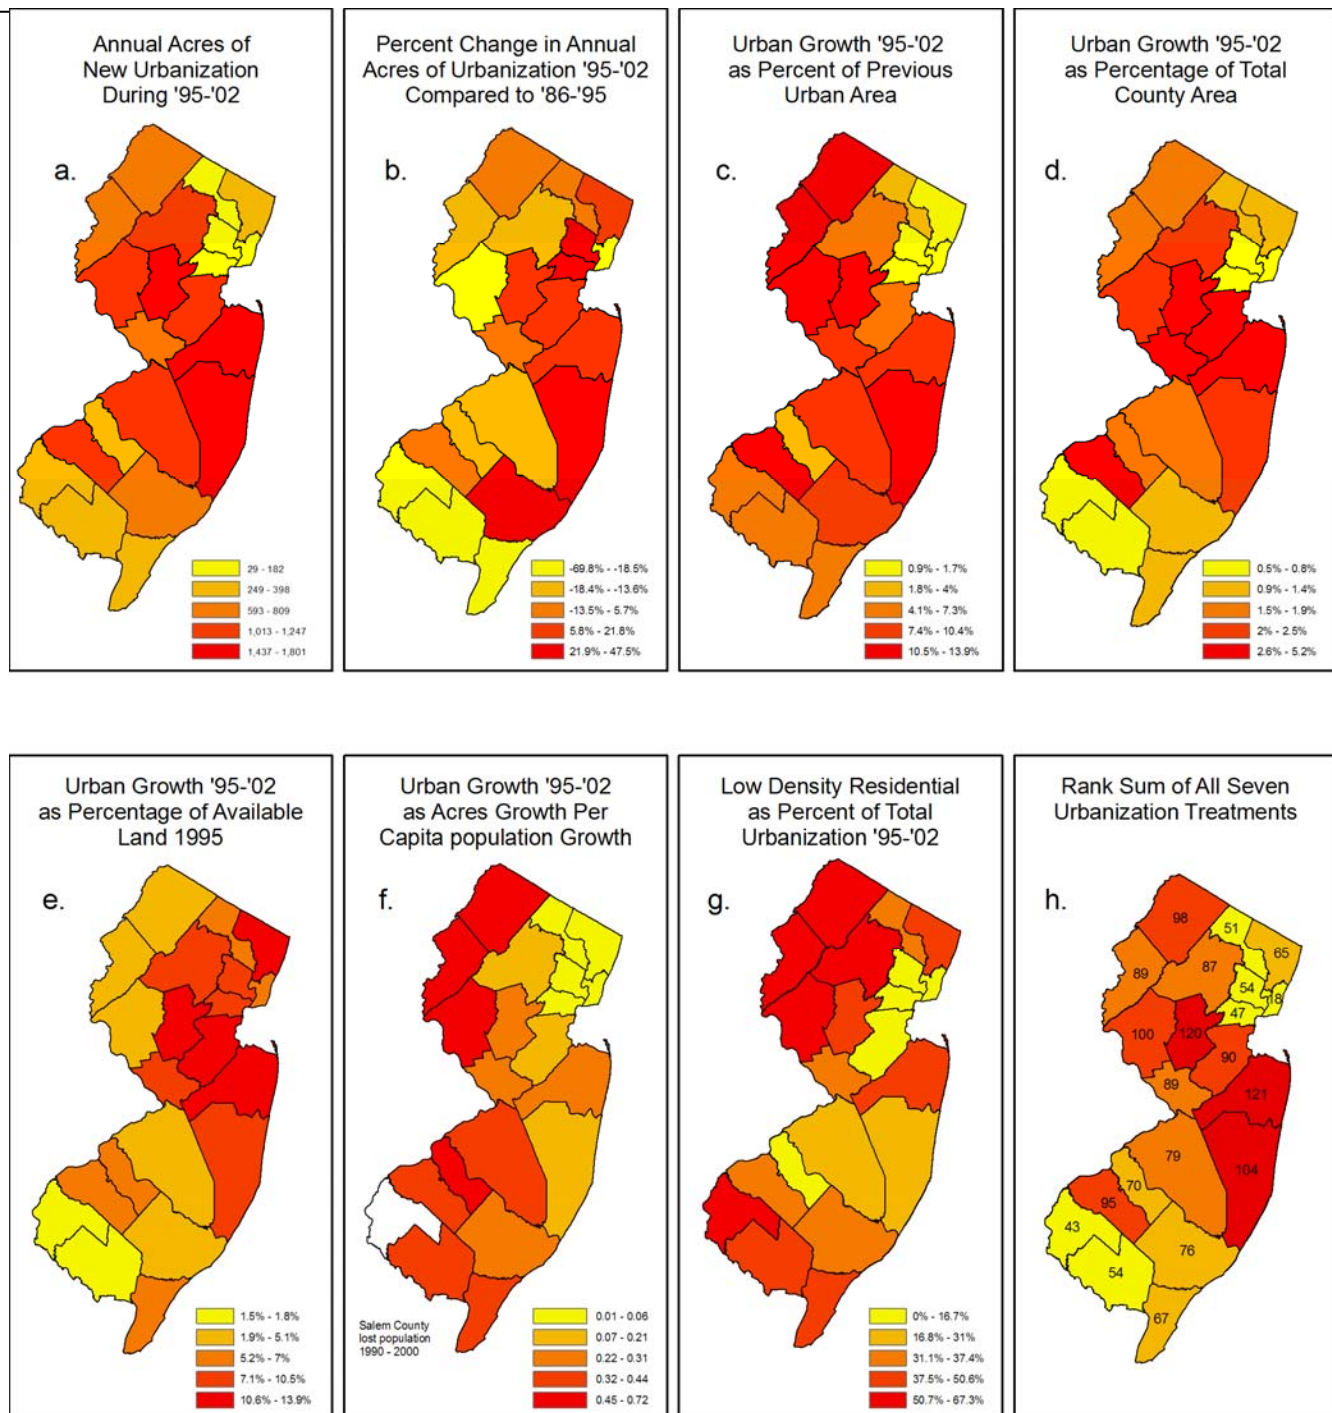 Annual Acres of
New Urbanization
During '95-'02
a.
29 - 182
249 - 398
593 - 809
1,013 - 1,247
1,437 - 1,801
Percent Change in Annual
Acres of Urbanization '95-'02
Compared to '86-'95
b.
-69.8% - -18.5%
-18.4% - -13.6%
-13.5% - 5.7%
5.8% - 21.8%
21.9% - 47.5%
Urban Growth '95-'02
as Percent of Previous
Urban Area
c.
0.9% - 1.7%
1.8% - 4%
4.1% - 7.3%
7.4% - 10.4%
10.5% - 13.9%
Urban Growth '95-'02
as Percentage of Total
County Area
d.
0.5% - 0.8%
0.9% - 1.4%
1.5% - 1.9%
2% - 2.5%
2.6% - 5.2%
Urban Growth '95-'02
as Percentage of Available
Land 1995
e.
1.5% - 1.8%
1.9% - 5.1%
5.2% - 7%
7.1% - 10.5%
10.6% - 13.9%
Urban Growth '95-'02
as Acres Growth Per
Capita population Growth
f.
Salem County
lost population
1990 - 2000
0.01 - 0.06
0.07 - 0.21
0.22 - 0.31
0.32 - 0.44
0.45 - 0.72
Low Density Residential
as Percent of Total
Urbanization '95-'02
g.
0% - 16.7%
16.8% - 31%
31.1% - 37.4%
37.5% - 50.6%
50.7% - 67.3%
Rank Sum of All Seven
Urbanization Treatments
h.
98
51
65
89
87
54
18
47
100
120
90
89
121
79
104
70
95
43
76
54
67